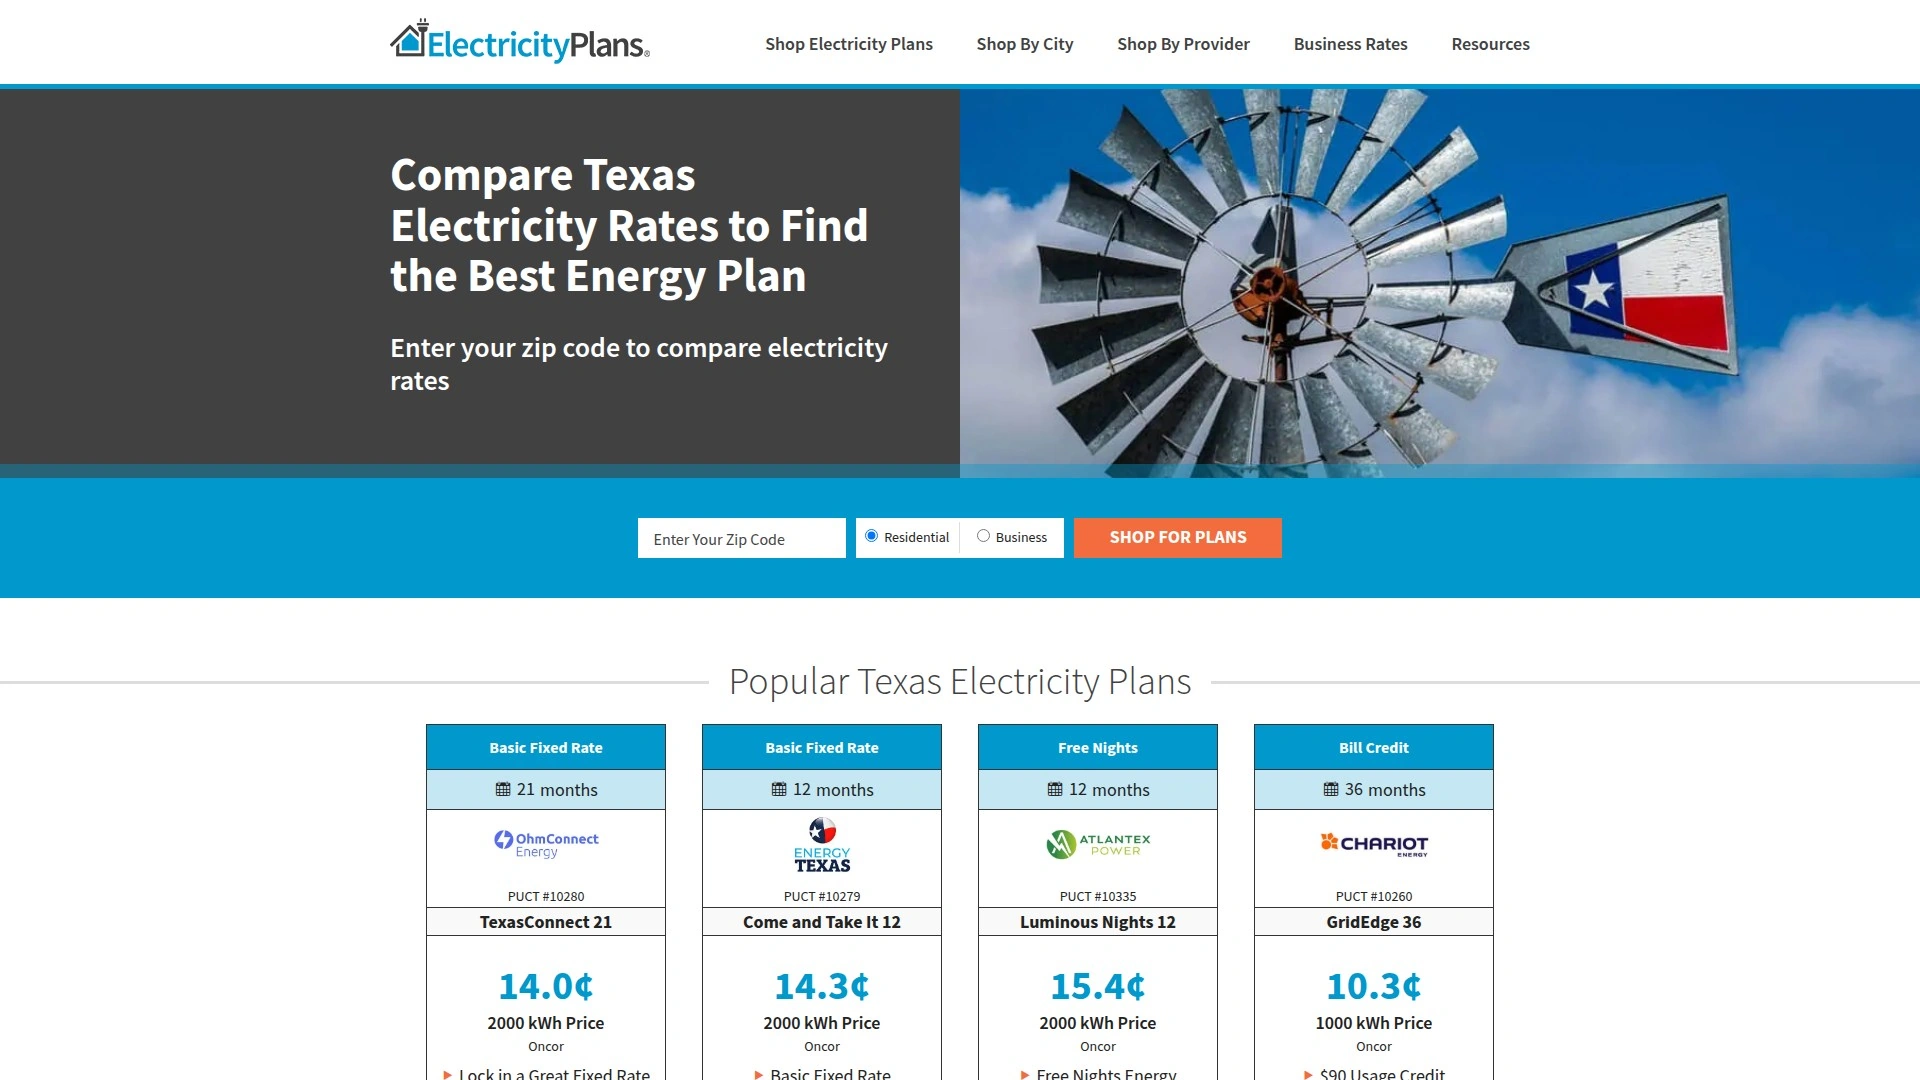 ElectricityPlans®
Shop Electricity Plans
Shop By City
Shop By Provider
Business Rates
Resources
Compare Texas
Electricity Rates to Find
the Best Energy Plan
Enter your zip code to compare electricity
rates
Enter Your Zip Code
Residential
Business
SHOP FOR PLANS
Popular Texas Electricity Plans
Basic Fixed Rate
21 months
OhmConnect
Energy
PUCT #10280
TexasConnect 21
14.0¢
2000 kWh Price
Oncor
Lock in a Great Fixed Rate
Basic Fixed Rate
12 months
ENERGY
TEXAS
PUCT #10279
Come and Take It 12
14.3¢
2000 kWh Price
Oncor
Basic Fixed Rate
Free Nights
12 months
ATLANTEX
POWER
PUCT #10335
Luminous Nights 12
15.4¢
2000 kWh Price
Oncor
Free Nights Energy
Bill Credit
36 months
CHARIOT
ENERGY
PUCT #10260
GridEdge 36
10.3¢
1000 kWh Price
Oncor
$90 Usage Credit